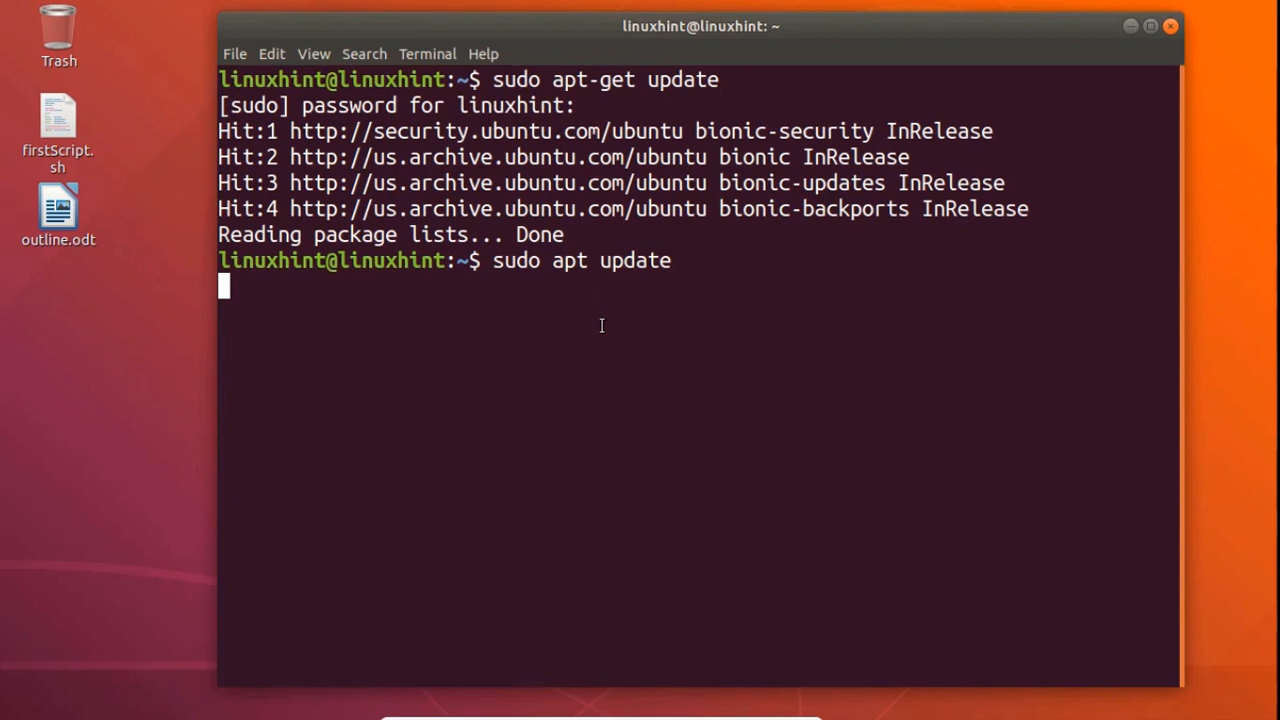 Trash
firstScript.
sh
outline.odt
linuxhint@linuxhint: ~
File Edit View Search Terminal Help
linuxhint@linuxhint:~$ sudo apt-get update
[sudo] password for linuxhint:
Hit:1 http://security.ubuntu.com/ubuntu bionic-security InRelease
Hit:2 http://us.archive.ubuntu.com/ubuntu bionic InRelease
Hit:3 http://us.archive.ubuntu.com/ubuntu bionic-updates InRelease
Hit:4 http://us.archive.ubuntu.com/ubuntu bionic-backports InRelease
Reading package lists... Done
linuxhint@linuxhint:~$ sudo apt update